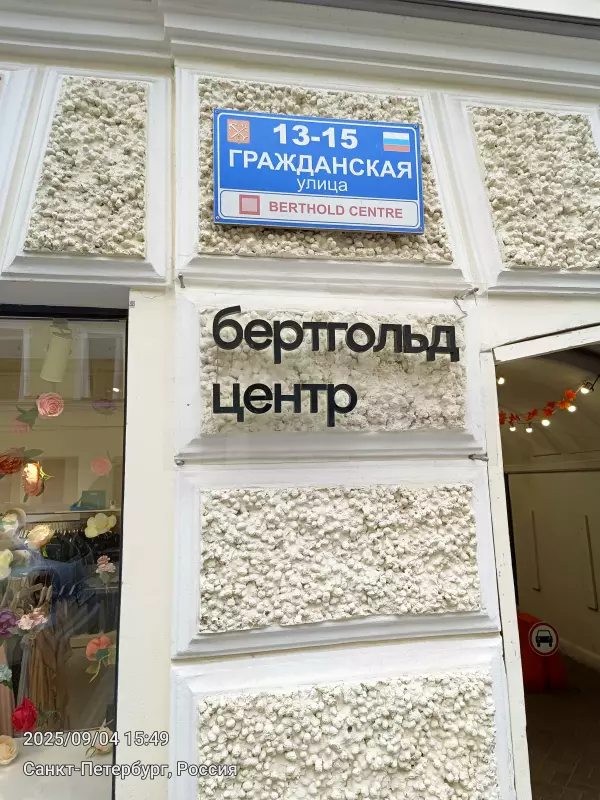 13-15
ГРАЖДАНСКАЯ
улица
BERTHOLD CENTRE
бертгольд
центр
2025/09/04 15:49
Санкт-Петербург, Россия